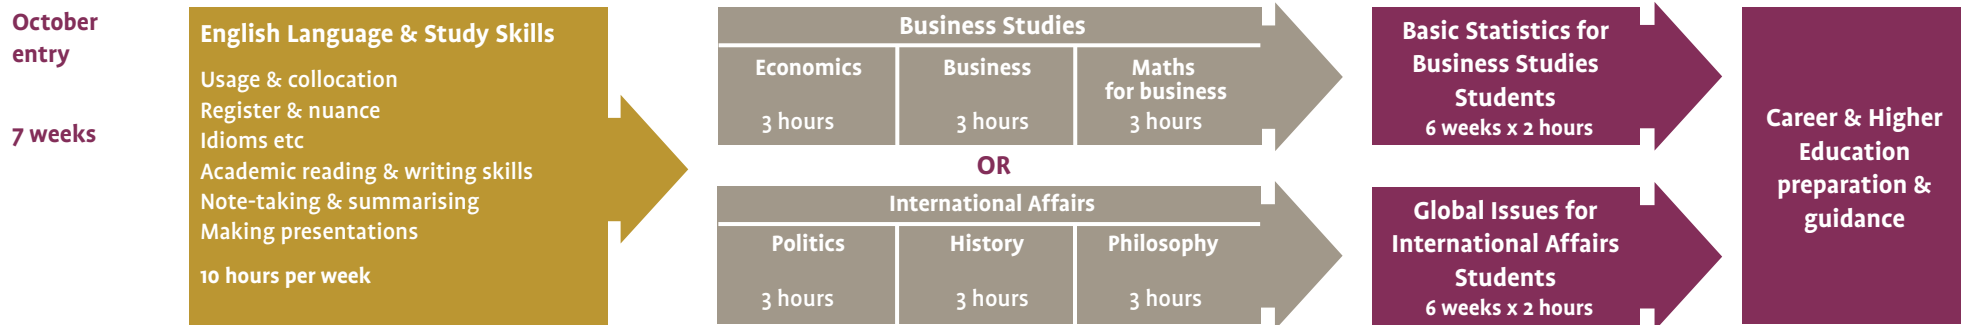 October
entry
7 weeks
English Language & Study Skills
Usage & collocation
Register & nuance
Idioms etc
Academic reading & writing skills
Note-taking & summarising
Making presentations
10 hours per week
Business Studies
Economics
3 hours
Business
3 hours
Maths
for business
3 hours
OR
International Affairs
Politics
3 hours
History
3 hours
Philosophy
3 hours
Basic Statistics for
Business Studies
Students
6 weeks x 2 hours
Global Issues for
International Affairs
Students
6 weeks x 2 hours
Career & Higher
Education
preparation &
guidance